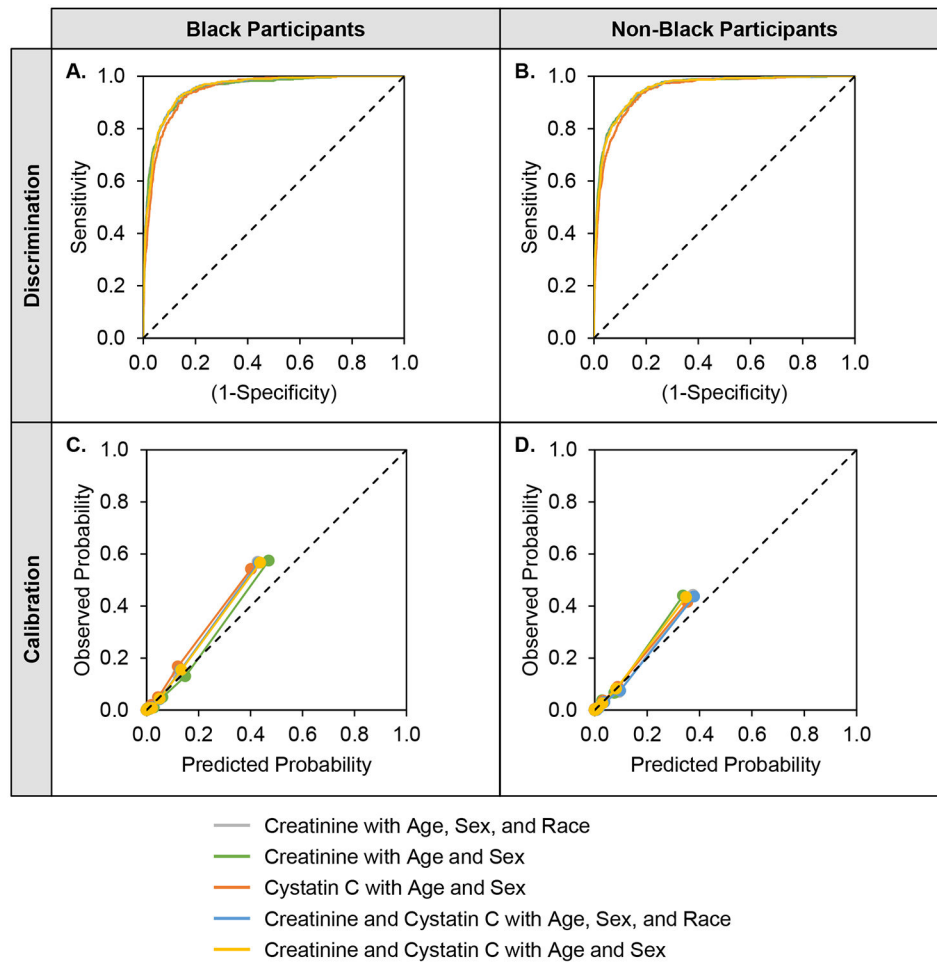 Black Participants
Non-Black Participants
Discrimination
A.
1.0
0.8
0.6
0.4
0.2
0.0
Sensitivity
0.0 0.2 0.4 0.6 0.8 1.0
(1-Specificity)
B.
1.0
0.8
0.6
0.4
0.2
0.0
Sensitivity
0.0 0.2 0.4 0.6 0.8 1.0
(1-Specificity)
Calibration
C.
1.0
0.8
0.6
0.4
0.2
0.0
Observed Probability
0.0 0.2 0.4 0.6 0.8 1.0
Predicted Probability
D.
1.0
0.8
0.6
0.4
0.2
0.0
Observed Probability
0.0 0.2 0.4 0.6 0.8 1.0
Predicted Probability
Creatinine with Age, Sex, and Race
Creatinine with Age and Sex
Cystatin C with Age and Sex
Creatinine and Cystatin C with Age, Sex, and Race
Creatinine and Cystatin C with Age and Sex